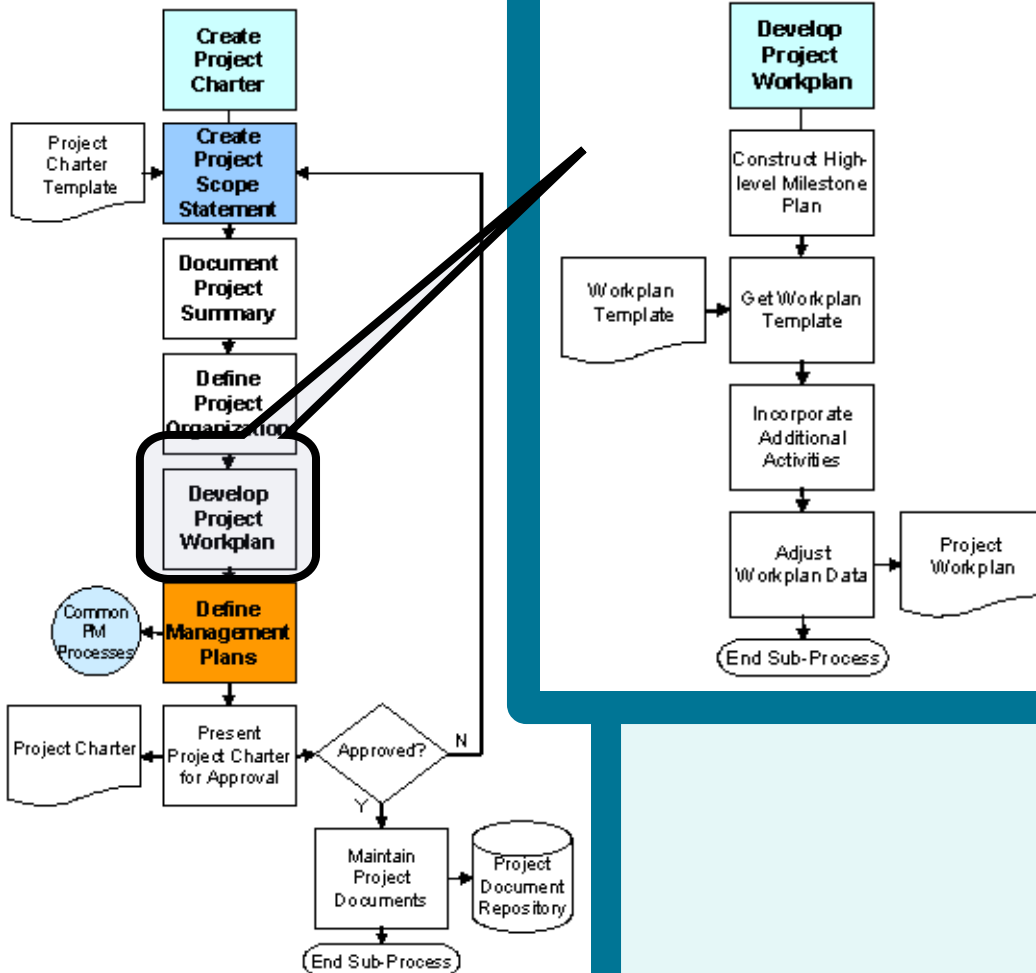 Create
Project
Charter
Project
Charter
Template
Create
Project
Scope
Statement
Document
Project
Summary
Define
Project
Organization
Develop
Project
Workplan
Common
PM
Processes
Define
Management
Plans
Project Charter
Present
Project Charter
for Approval
Approved?
N
Y
Maintain
Project
Documents
Project
Document
Repository
End Sub-Process
Develop
Project
Workplan
Construct High-
level Milestone
Plan
Workplan
Template
Get Workplan
Template
Incorporate
Additional
Activities
Adjust
Workplan Data
Project
Workplan
End Sub-Process